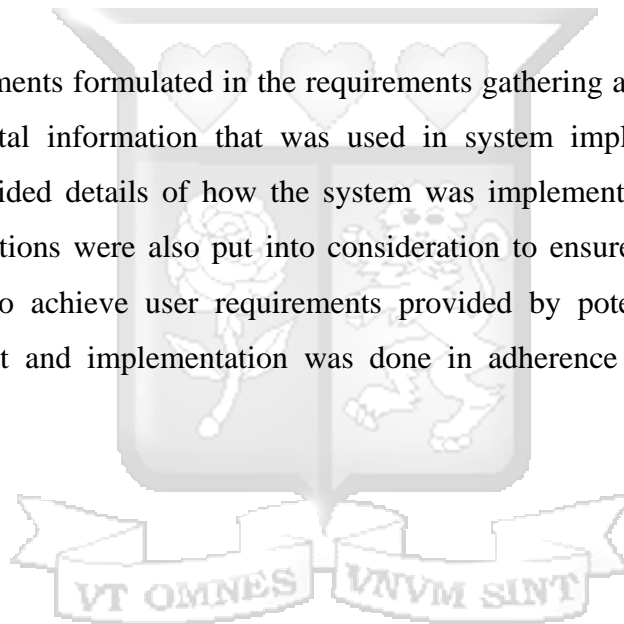 ments formulated in the requirements gathering a
tal information that was used in system impl
ided details of how the system was implement
tions were also put into consideration to ensure
o achieve user requirements provided by pote
t and implementation was done in adherence
VT OMNES VNVM SINT